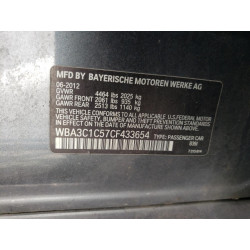 MFD BY BAYERISCHE MOTOREN WERKE AG
06-2012
GVWR 4464 lbs 2025 kg
GAWR FRONT 2061 lbs 935 kg
GAWR REAR 2513 lbs 1140 kg
THIS VEHICLE CONFORMS TO ALL APPLICABLE U.S. FEDERAL MOTOR
VEHICLE SAFETY, BUMPER, AND THEFT PREVENTION STANDARDS
IN EFFECT ON THE DATE OF MANUFACTURE SHOWN ABOVE.
WBA3C1C57CF433654 TYPE: PASSENGER CAR